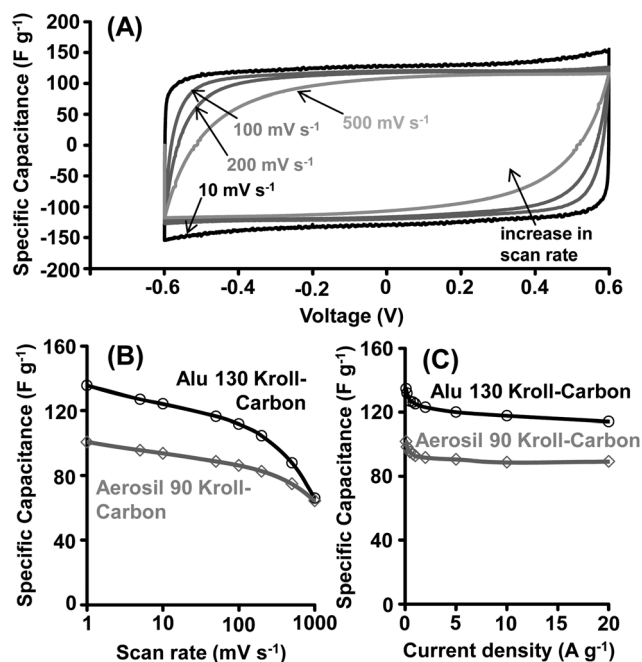 (A)
Specific Capacitance (F g-1)
200
150
100
50
0
-50
-100
-150
-200
100 mV s-1
500 mV s-1
200 mV s-1
10 mV s-1
increase in
scan rate
-0.6
-0.4
-0.2
0
0.2
0.4
0.6
Voltage (V)
(B)
Specific Capacitance (F g-1)
160
120
80
40
0
Alu 130 Kroll-
Carbon
Aerosil 90 Kroll-
Carbon
1
10
100
1000
Scan rate (mV s-1)
(C)
Specific Capacitance (F g-1)
160
120
80
40
0
Alu 130 Kroll-Carbon
Aerosil 90 Kroll-Carbon
0
5
10
15
20
Current density (A g-1)